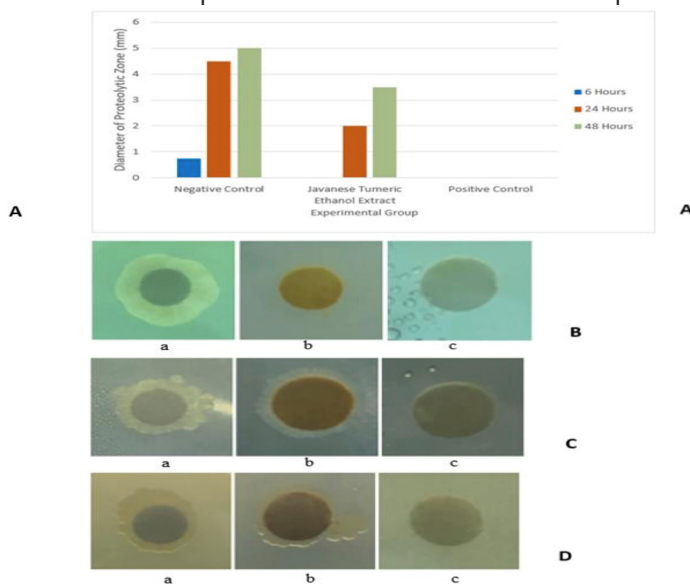 Diameter of Proteolytic Zone (mm)
6
5
4
3
2
1
0
Negative Control
Javanese Tumeric
Ethanol Extract
Positive Control
Experimental Group
6 Hours
24 Hours
48 Hours
A
A
B
a
b
c
C
a
b
c
D
a
b
c